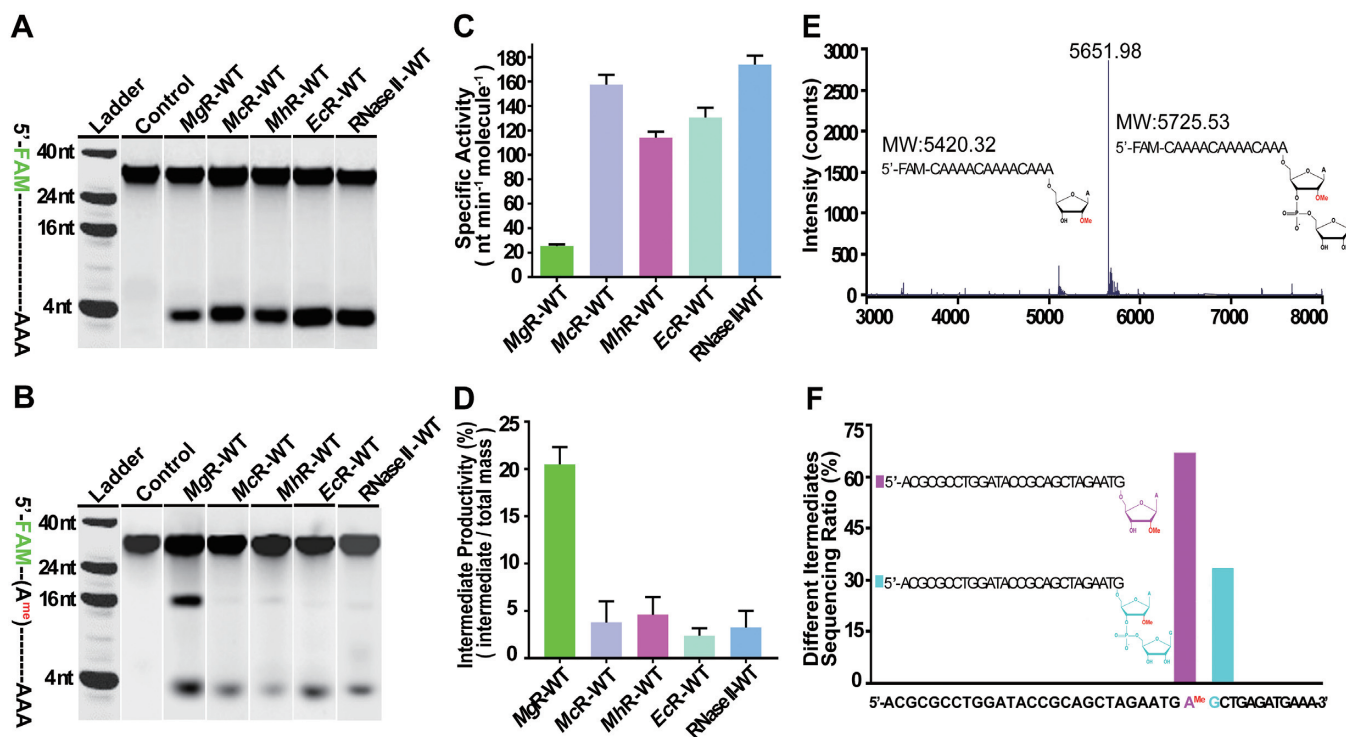 A
Ladder
Control
MgR-WT
McR-WT
MhR-WT
EcR-WT
RNase II-WT
5'-FAM----------------AAA
40nt
24nt
16nt
4nt
B
Ladder
Control
MgR-WT
McR-WT
MhR-WT
EcR-WT
RNase II-WT
5'-FAM--(Ame)------AAA
40nt
24nt
16nt
4nt
C
Specific Activity
( nt min-1 molecule-1 )
180
160
140
120
100
80
60
40
20
0
MgR-WT
McR-WT
MhR-WT
EcR-WT
RNase II-WT
D
Intermediate Productivity (%)
( intermediate / total mass )
25
20
15
10
5
0
MgR-WT
McR-WT
MhR-WT
EcR-WT
RNase II-WT
E
Intensity (counts)
3000
2500
2000
1500
1000
500
0
3000 4000 5000 6000 7000 8000
5651.98
MW:5420.32
5'-FAM-CAAAACAAAACAAA
O
A
OH
OMe
MW:5725.53
5'-FAM-CAAAACAAAACAAA
O
A
O
OMe
O
P
O
O
OH
F
Different Itermediates
Sequencing Ratio (%)
75
60
45
30
15
0
5'-ACGCGCCTGGATACCGCAGCTAGAATG
O
A
OH
OMe
5'-ACGCGCCTGGATACCGCAGCTAGAATG
O
A
O
OMe
O
P
O
O
OH OH
5'-ACGCGCCTGGATACCGCAGCTAGAATG AMe GCTGAGATGAAA-3'